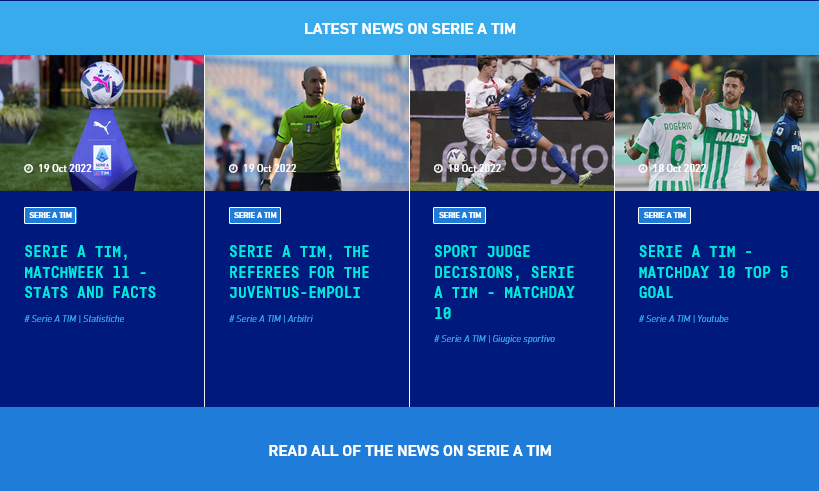 LATEST NEWS ON SERIE A TIM
19 Oct 2022
SERIE A TIM
SERIE A TIM,
MATCHWEEK 11 -
STATS AND FACTS
# Serie A TIM | Statistiche
19 Oct 2022
SERIE A TIM
SERIE A TIM, THE
REFEREES FOR THE
JUVENTUS-EMPOLI
# Serie A TIM | Arbitri
18 Oct 2022
SERIE A TIM
SPORT JUDGE
DECISIONS, SERIE
A TIM - MATCHDAY
10
# Serie A TIM | Giugice sportivo
ROGÉRIO
6
MAPEI
18 Oct 2022
SERIE A TIM
SERIE A TIM -
MATCHDAY 10 TOP 5
GOAL
# Serie A TIM | Youtube
READ ALL OF THE NEWS ON SERIE A TIM